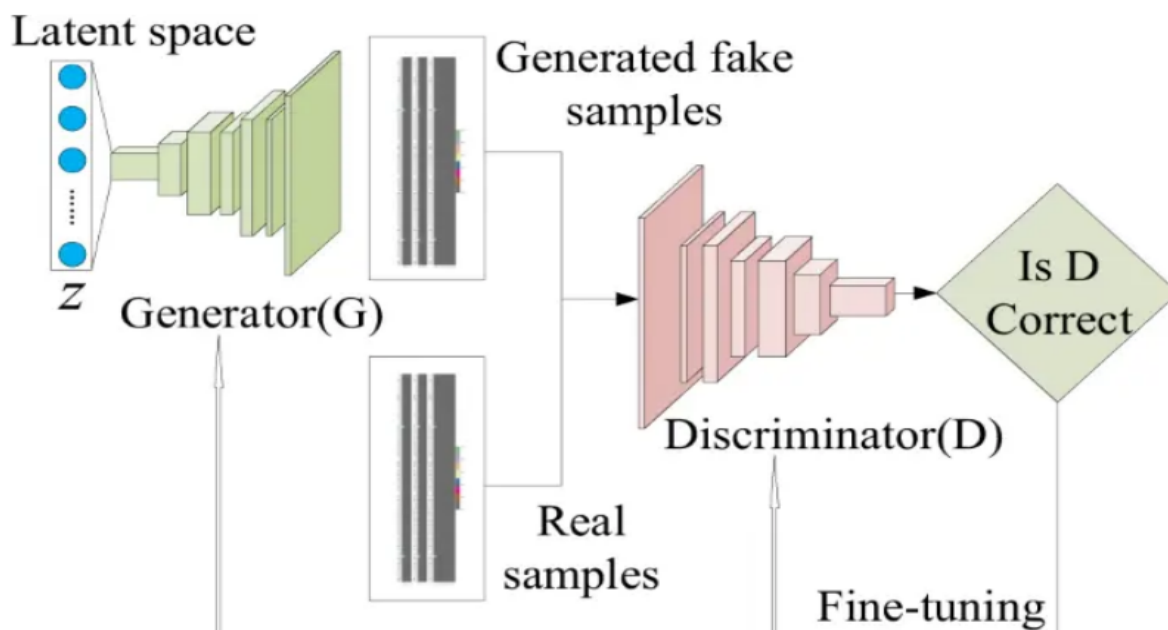 Latent space
Generated fake
samples
z
Generator(G)
Is D
Correct
Discriminator(D)
Real
samples
Fine-tuning